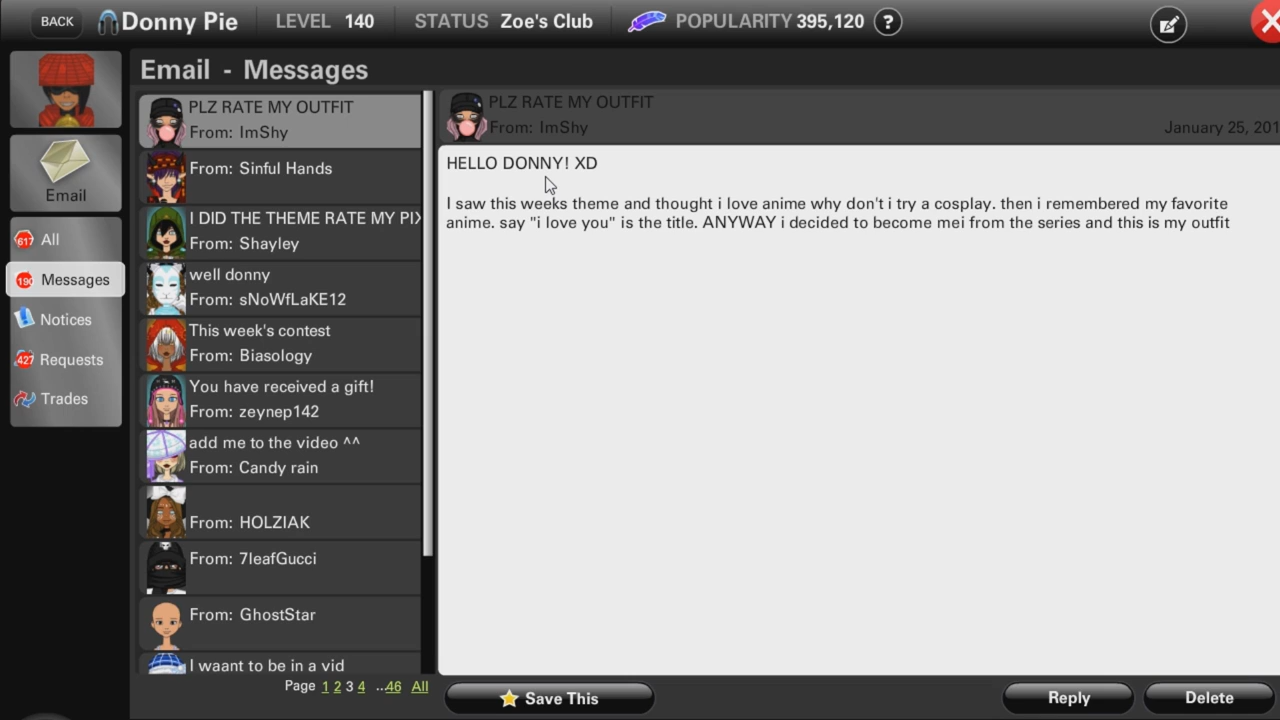 BACK
Donny Pie
LEVEL 140
STATUS Zoe's Club
POPULARITY 395,120 ?
Email - Messages
Email
617 All
190 Messages
Notices
427 Requests
Trades
PLZ RATE MY OUTFIT
From: ImShy
From: Sinful Hands
I DID THE THEME RATE MY PIX
From: Shayley
well donny
From: sNoWfLaKE12
This week's contest
From: Biasology
You have received a gift!
From: zeynep142
add me to the video ^^
From: Candy rain
From: HOLZIAK
From: 7leafGucci
From: GhostStar
I waant to be in a vid
Page 1 2 3 4 ...46 All
PLZ RATE MY OUTFIT
From: ImShy
January 25, 201
HELLO DONNY! XD
I saw this weeks theme and thought i love anime why don't i try a cosplay. then i remembered my favorite
anime. say "i love you" is the title. ANYWAY i decided to become mei from the series and this is my outfit
Save This
Reply
Delete